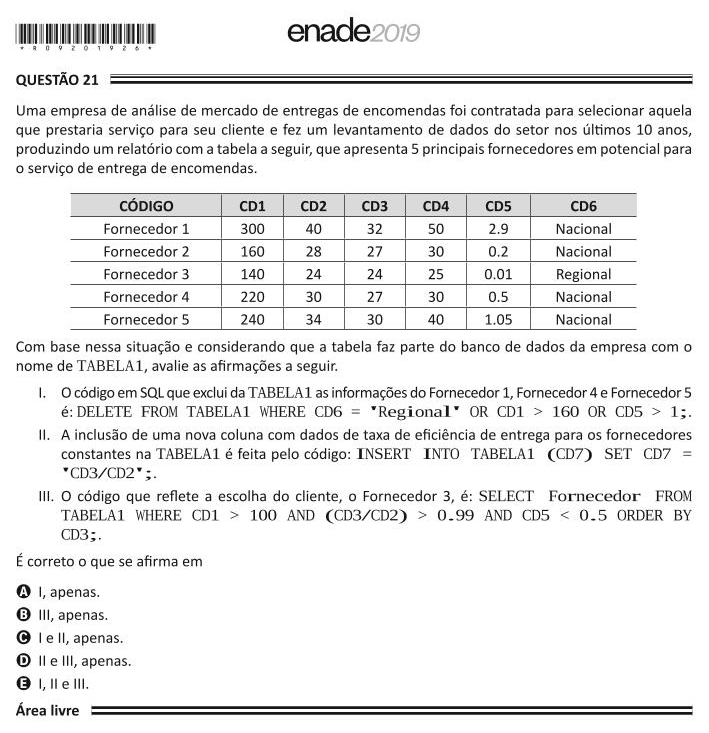 *R0920192 6*
enade2019
QUESTÃO 21
Uma empresa de análise de mercado de entregas de encomendas foi contratada para selecionar aquela
que prestaria serviço para seu cliente e fez um levantamento de dados do setor nos últimos 10 anos,
produzindo um relatório com a tabela a seguir, que apresenta 5 principais fornecedores em potencial para
o serviço de entrega de encomendas.
CÓDIGO CD1 CD2 CD3 CD4 CD5 CD6
Fornecedor 1 300 40 32 50 2.9 Nacional
Fornecedor 2 160 28 27 30 0.2 Nacional
Fornecedor 3 140 24 24 25 0.01 Regional
Fornecedor 4 220 30 27 30 0.5 Nacional
Fornecedor 5 240 34 30 40 1.05 Nacional
Com base nessa situação e considerando que a tabela faz parte do banco de dados da empresa com o
nome de TABELA1, avalie as afirmações a seguir.
I. O código em SQL que exclui da TABELA1 as informações do Fornecedor 1, Fornecedor 4 e Fornecedor 5
é: DELETE FROM TABELA1 WHERE CD6 = "Regional" OR CD1 > 160 OR CD5 > 1;.
II. A inclusão de uma nova coluna com dados de taxa de eficiência de entrega para os fornecedores
constantes na TABELA1 é feita pelo código: INSERT INTO TABELA1 (CD7) SET CD7 =
"CD3/CD2";.
III. O código que reflete a escolha do cliente, o Fornecedor 3, é: SELECT Fornecedor FROM
TABELA1 WHERE CD1 > 100 AND (CD3/CD2) > 0.99 AND CD5 < 0.5 ORDER BY
CD3;.
É correto o que se afirma em
A I, apenas.
B III, apenas.
C I e II, apenas.
D II e III, apenas.
E I, II e III.
Área livre